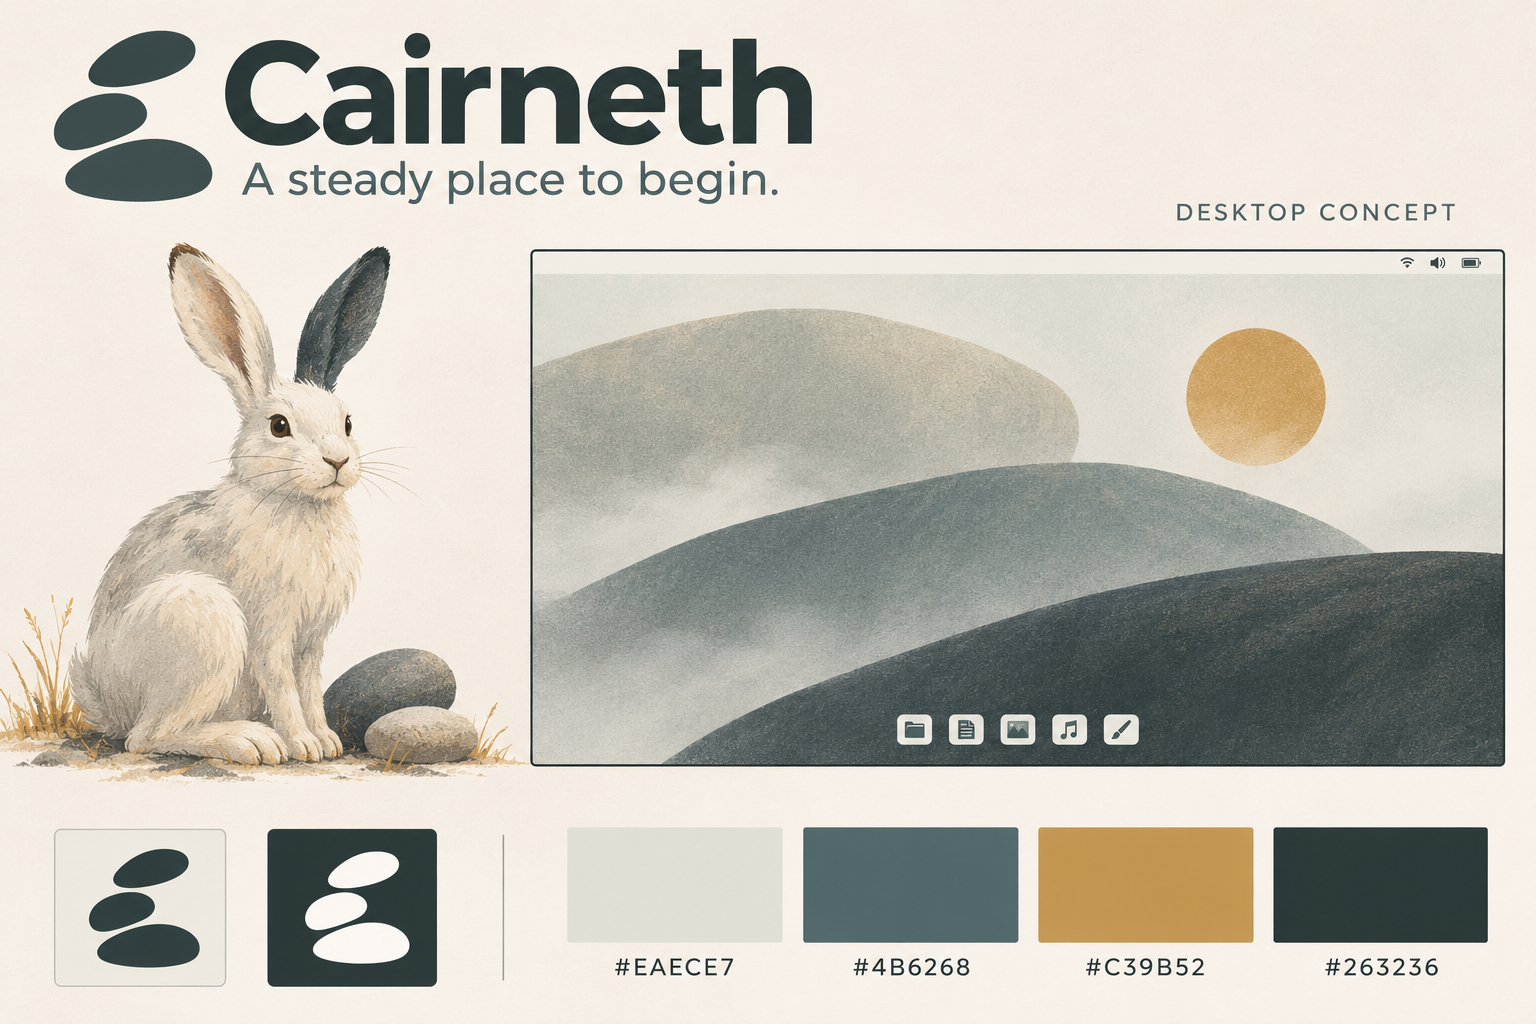 Cairneth
A steady place to begin.
DESKTOP CONCEPT
#EAECE7
#4B6268
#C39B52
#263236